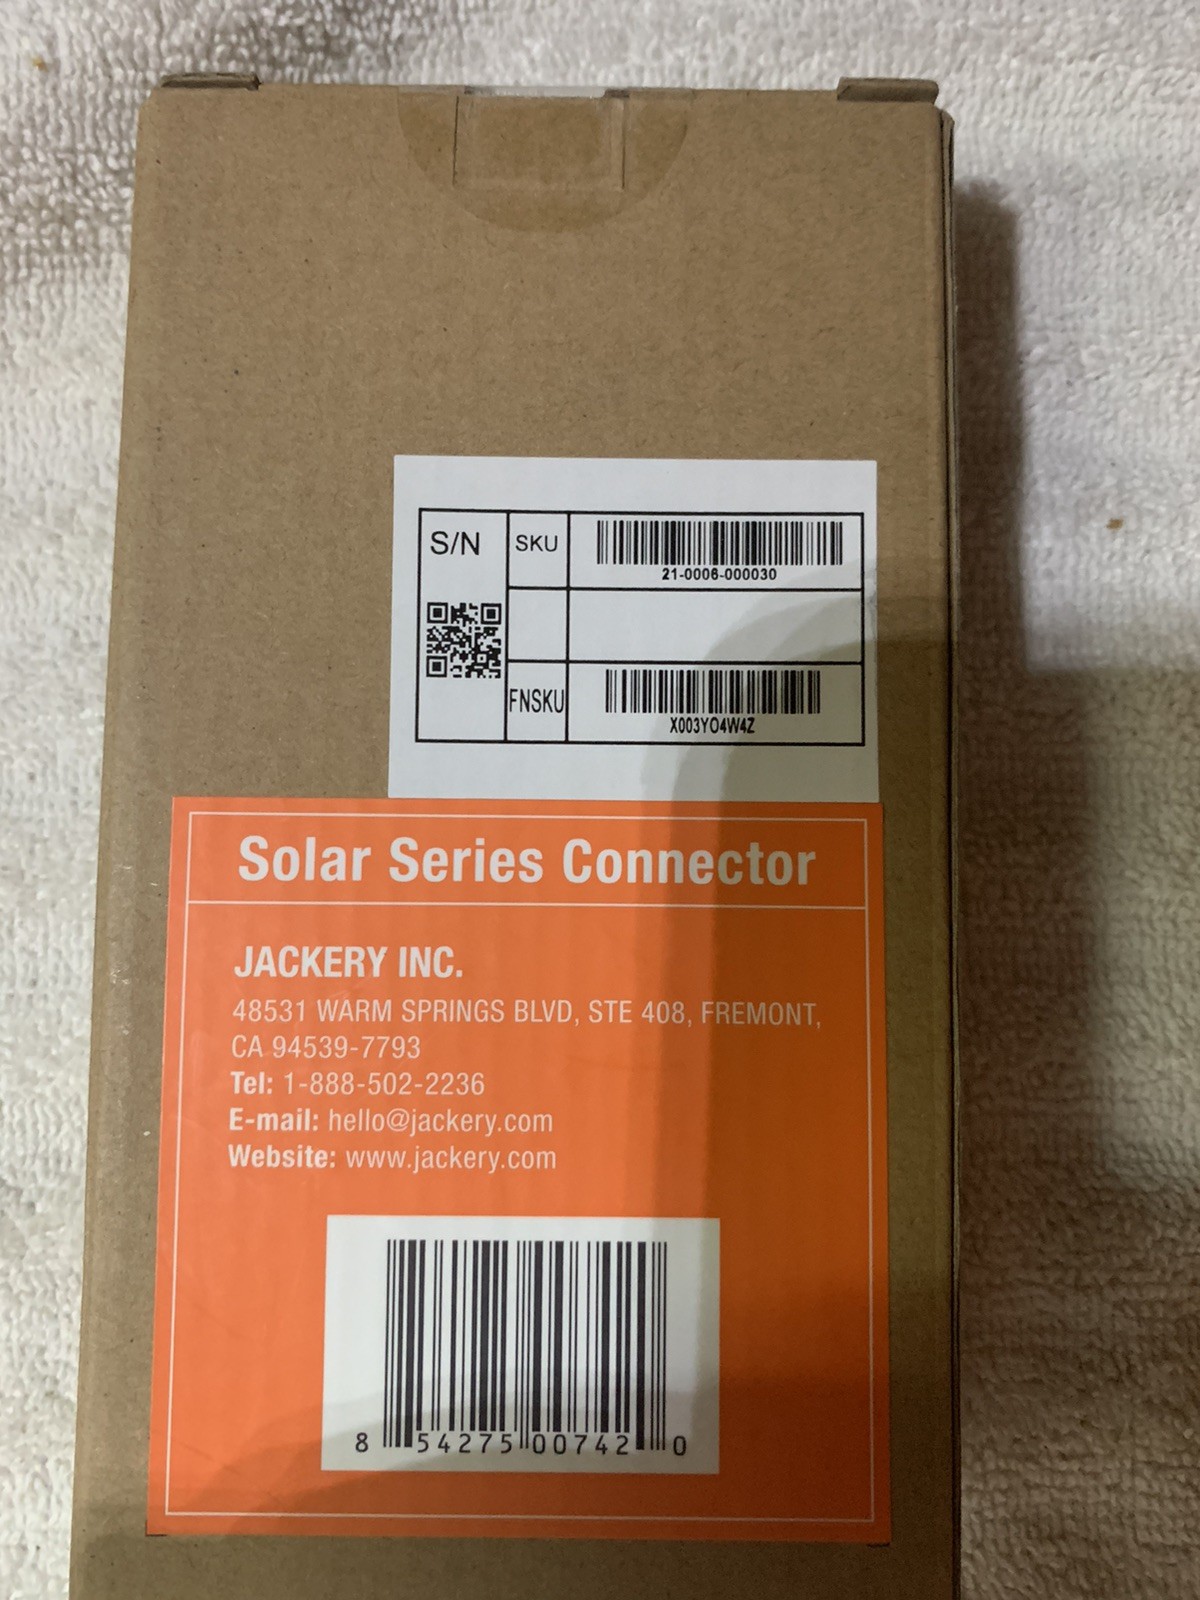 S/N
SKU
21-0006-000030
FNSKU
X003YO4W4Z
Solar Series Connector
JACKERY INC.
48531 WARM SPRINGS BLVD, STE 408, FREMONT,
CA 94539-7793
Tel: 1-888-502-2236
E-mail: hello@jackery.com
Website: www.jackery.com
8 54275 00742 0